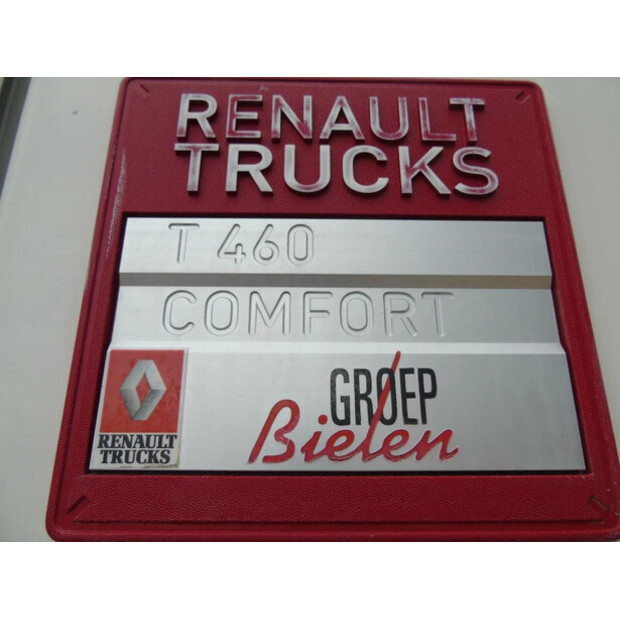 RENAULT
TRUCKS
T 460
COMFORT
RENAULT
TRUCKS
GROEP
Bielen